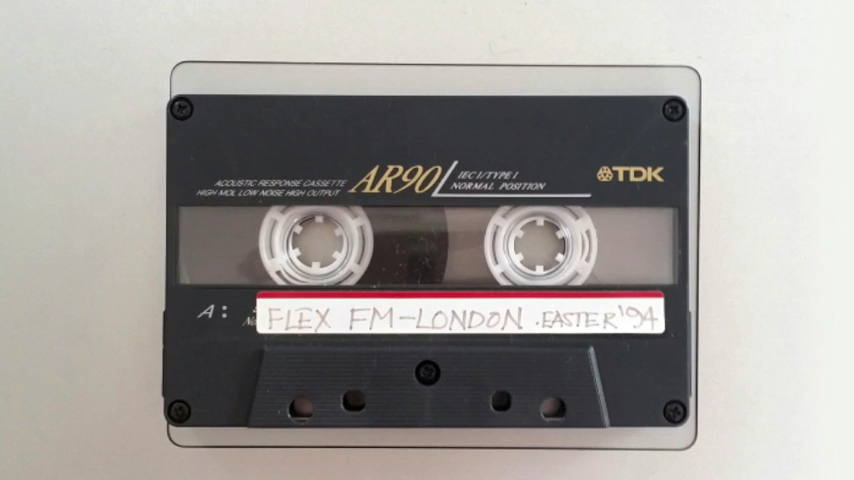 ACOUSTIC RESPONSE CASSETTE
HIGH MOL LOW NOISE HIGH OUTPUT
AR90
IEC I/TYPE I
NORMAL POSITION
TDK
A:
FLEX FM-LONDON .EASTER '94